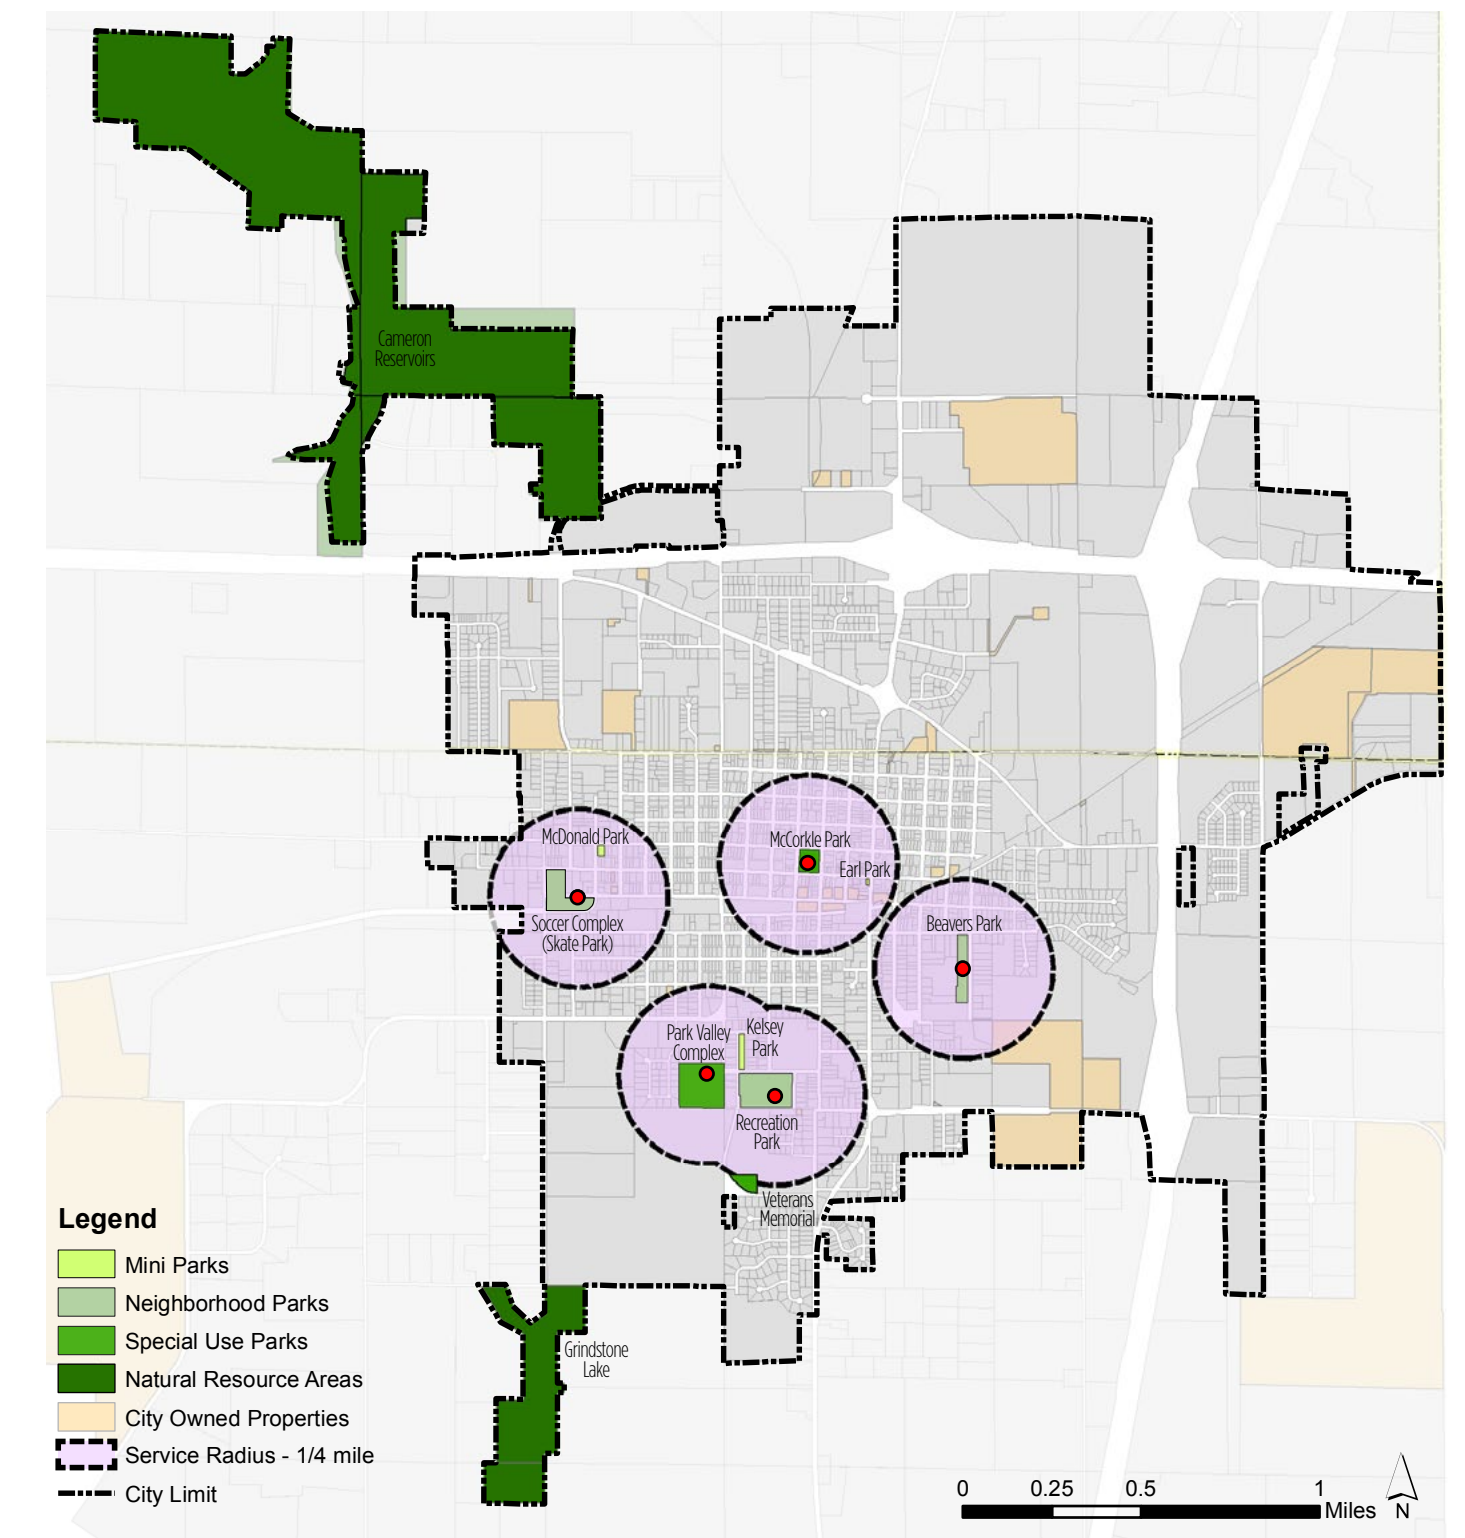 Cameron
Reservoirs
McDonald Park
McCorkle Park
Earl Park
Soccer Complex
(Skate Park)
Beavers Park
Park Valley
Complex
Kelsey
Park
Recreation
Park
Veterans
Memorial
Grindstone
Lake
Legend
Mini Parks
Neighborhood Parks
Special Use Parks
Natural Resource Areas
City Owned Properties
Service Radius - 1/4 mile
City Limit
0 0.25 0.5 1
Miles
N